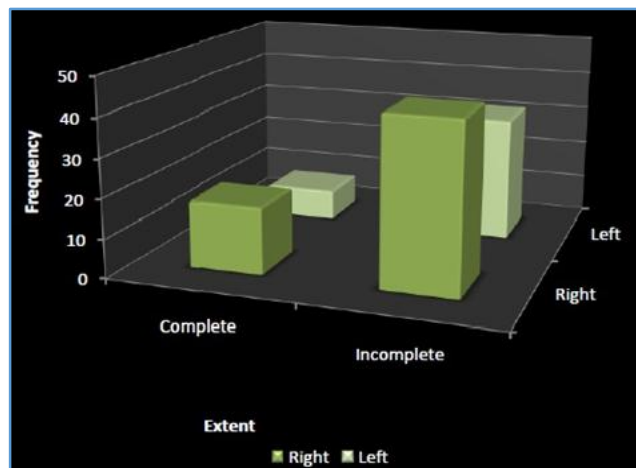 50
40
30
20
10
0
Frequency
Complete
Incomplete
Right
Left
Extent
Right Left